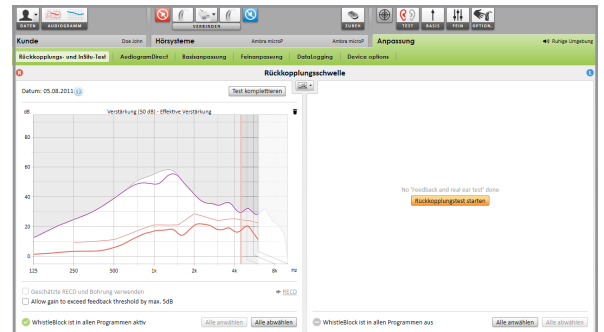 DATEN AUDIOGRAMM VERBINDEN ZUBEH TEST BASIS FEIN OPTION.
Kunde Doe John Hörsysteme Ambra microP Ambra microP Anpassung Ruhige Umgebung
Rückkopplungs- und InSitu-Test AudiogramDirect Basisanpassung Feinanpassung DataLogging Device options
R Rückkopplungsschwelle L
Datum: 05.08.2011 Test komplettieren
dB Verstärkung (50 dB) - Effektive Verstärkung
80
60
40
20
0
125 250 500 1k 2k 4k 8k Hz
No 'Feedback and real ear test' done
Rückkopplungstest starten
Geschätzte RECD und Bohrung verwenden RECD
Allow gain to exceed feedback threshold by max. 5dB
WhistleBlock ist in allen Programmen aktiv Alle anwählen Alle abwählen
WhistleBlock ist in allen Programmen aus Alle anwählen Alle abwählen